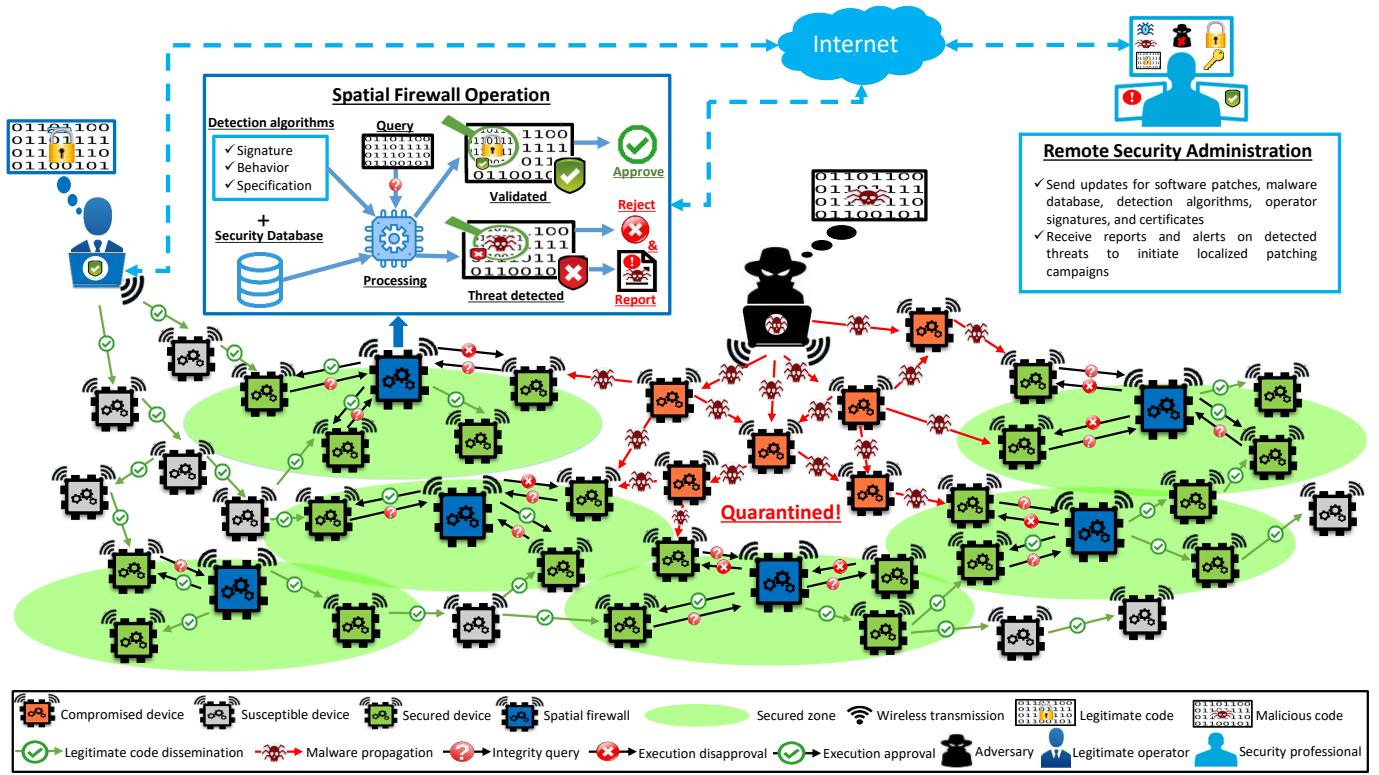 Internet
Spatial Firewall Operation
Detection algorithms
✓ Signature
✓ Behavior
✓ Specification
+
Security Database
Query
Processing
Validated
Threat detected
Approve
Reject
&
Report
01101100
01100101
Remote Security Administration
✓ Send updates for software patches, malware
database, detection algorithms, operator
signatures, and certificates
✓ Receive reports and alerts on detected
threats to initiate localized patching
campaigns
Quarantined!
Compromised device
Susceptible device
Secured device
Spatial firewall
Secured zone
Wireless transmission
Legitimate code
Malicious code
Legitimate code dissemination
Malware propagation
Integrity query
Execution disapproval
Execution approval
Adversary
Legitimate operator
Security professional